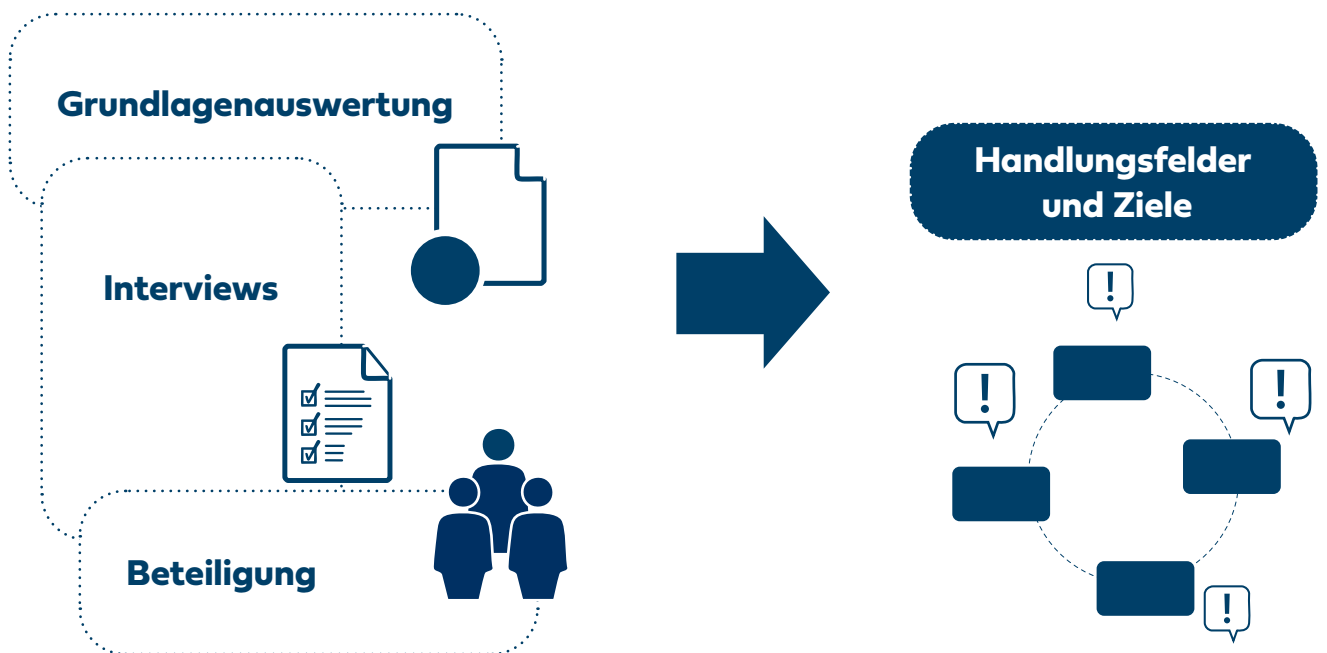 Grundlagenauswertung
Interviews
Beteiligung
Handlungsfelder
und Ziele
!
!
!
!